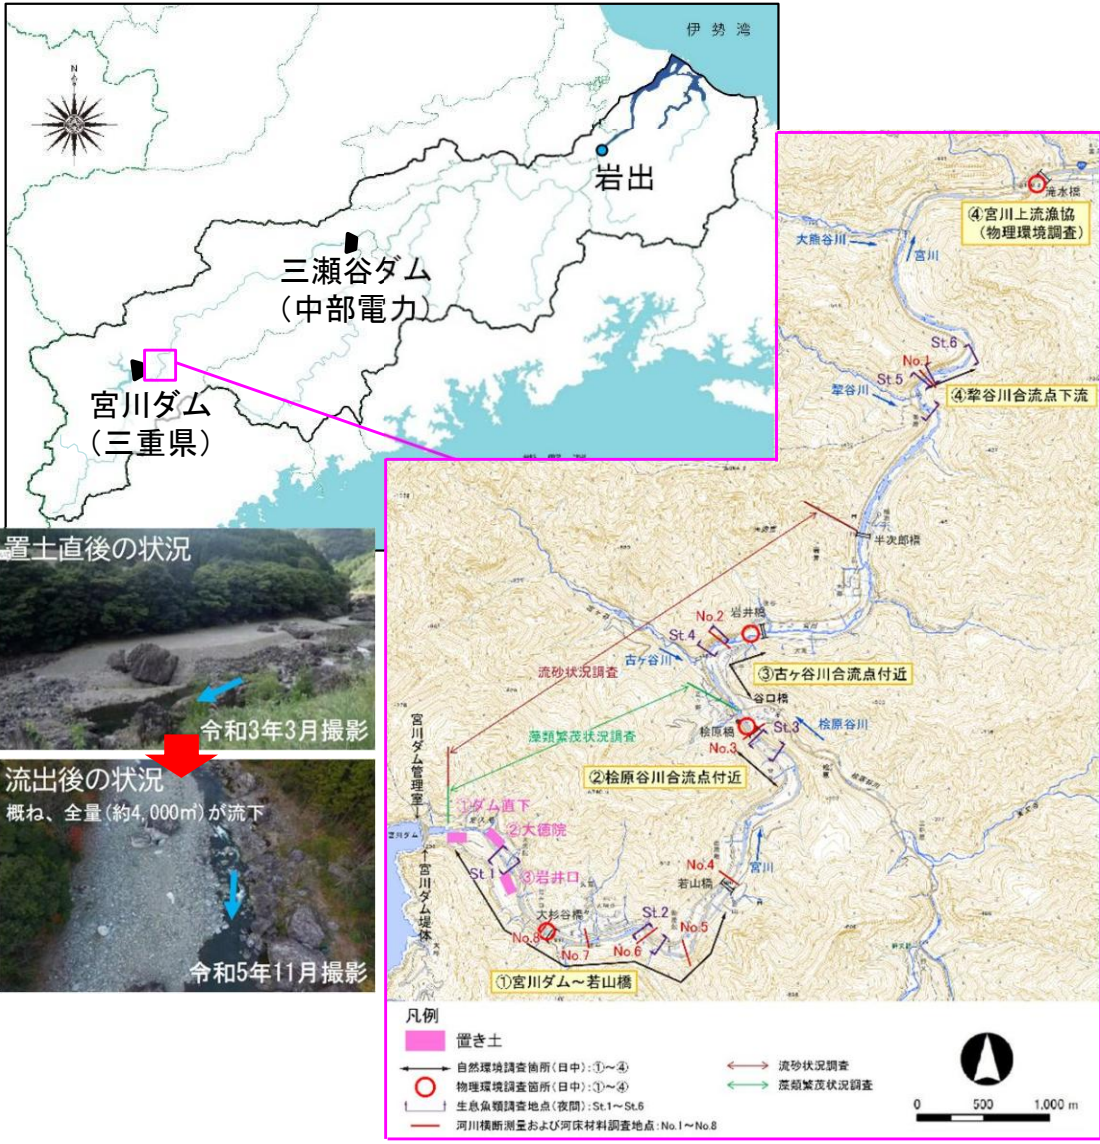 伊勢湾
N
岩出
三瀬谷ダム
(中部電力)
宮川ダム
(三重県)
滝水橋
④宮川上流漁協
(物理環境調査)
大熊谷川
宮川
St.6
No.1
St.5
犂谷川
④犂谷川合流点下流
半次郎橋
岩井橋
No.2
St.4
古ヶ谷川
③古ヶ谷川合流点付近
流砂状況調査
谷口橋
桧原橋
St.3
桧原谷川
藻類繁茂状況調査
No.3
②桧原谷川合流点付近
宮川ダム管理室
①ダム直下
②大徳院
宮川ダム
St.1
③岩井口
宮川ダム堤体
No.4
宮川
若山橋
大杉谷橋
St.2
No.8
No.7
No.6
No.5
①宮川ダム～若山橋
置土直後の状況
令和3年3月撮影
流出後の状況
概ね、全量(約4,000㎥)が流下
令和5年11月撮影
凡例
置き土
自然環境調査箇所(日中):①～④
物理環境調査箇所(日中):①～④
生息魚類調査地点(夜間):St.1～St.6
河川横断測量および河床材料調査地点:No.1～No.8
流砂状況調査
藻類繁茂状況調査
0 500 1,000 m